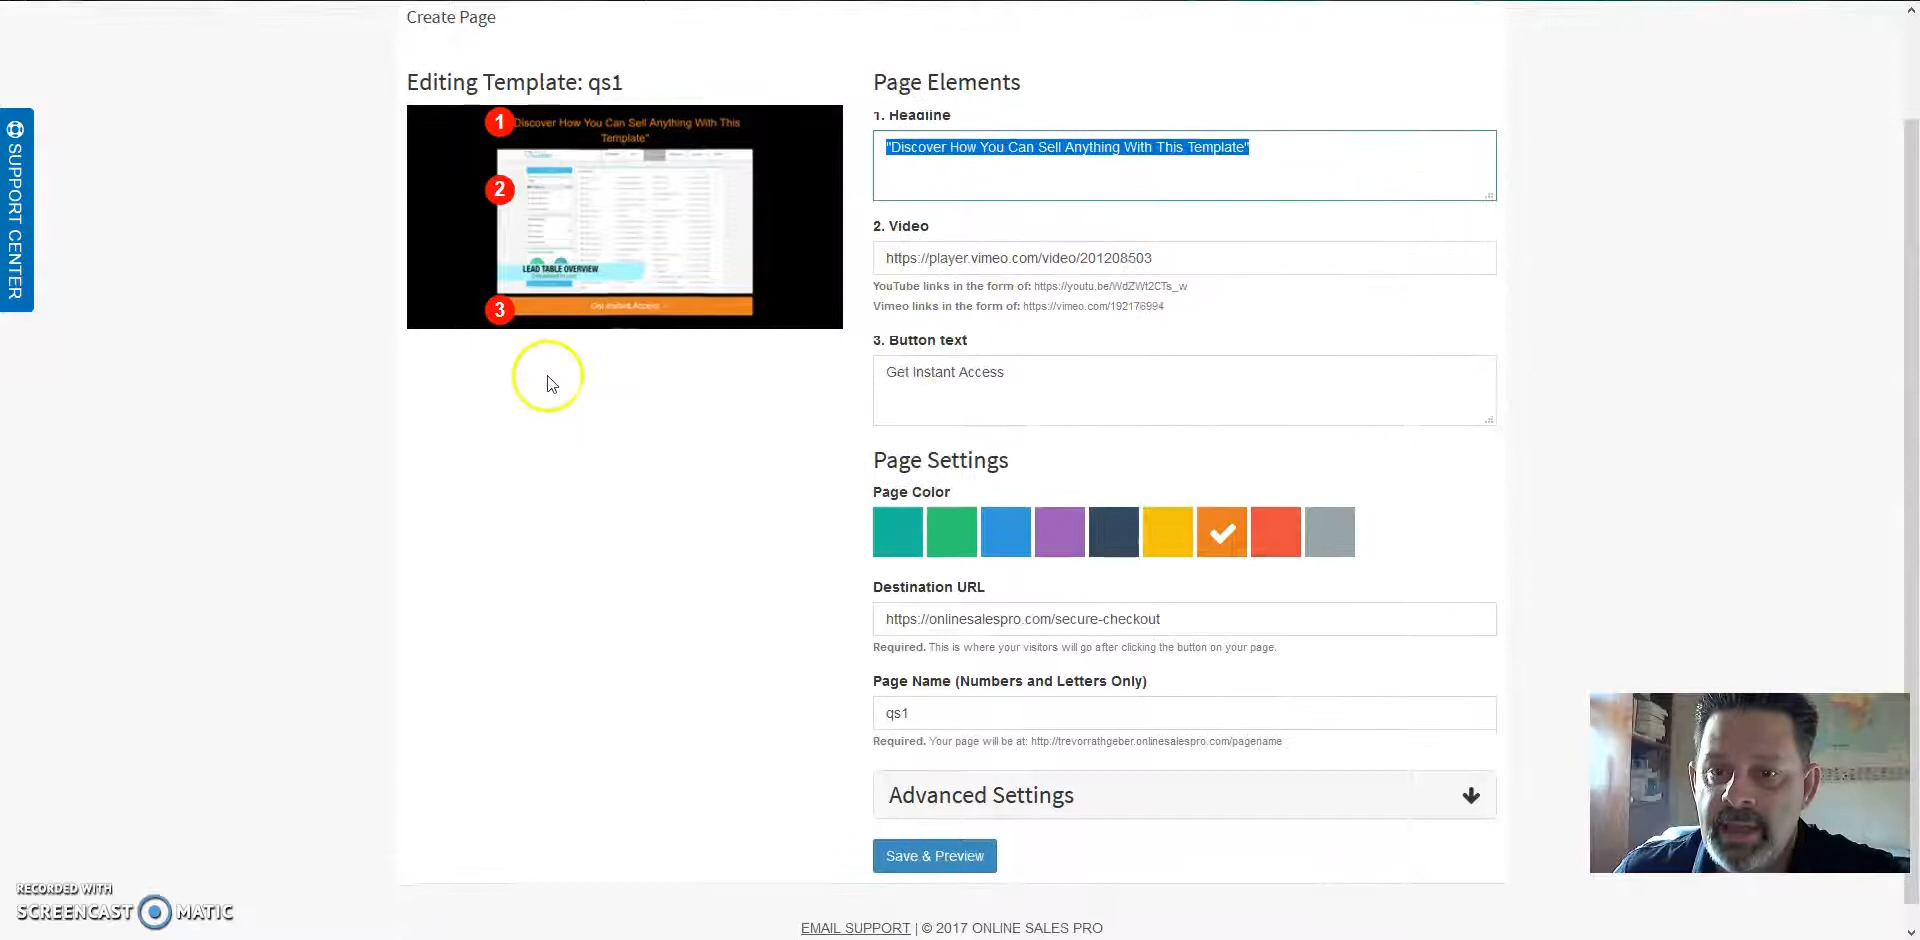 Create Page
SUPPORT CENTER
Editing Template: qs1
1
Discover How You Can Sell Anything With This
Template"
2
LEAD TABLE OVERVIEW
3
Get Instant Access
Page Elements
1. Headline
"Discover How You Can Sell Anything With This Template"
2. Video
https://player.vimeo.com/video/201208503
YouTube links in the form of: https://youtu.be/WdZWt2CTs_w
Vimeo links in the form of: https://vimeo.com/192176994
3. Button text
Get Instant Access
Page Settings
Page Color
Destination URL
https://onlinesalespro.com/secure-checkout
Required. This is where your visitors will go after clicking the button on your page.
Page Name (Numbers and Letters Only)
qs1
Required. Your page will be at: http://trevorrathgeber.onlinesalespro.com/pagename
Advanced Settings
Save & Preview
RECORDED WITH
SCREENCAST MATIC
EMAIL SUPPORT | © 2017 ONLINE SALES PRO